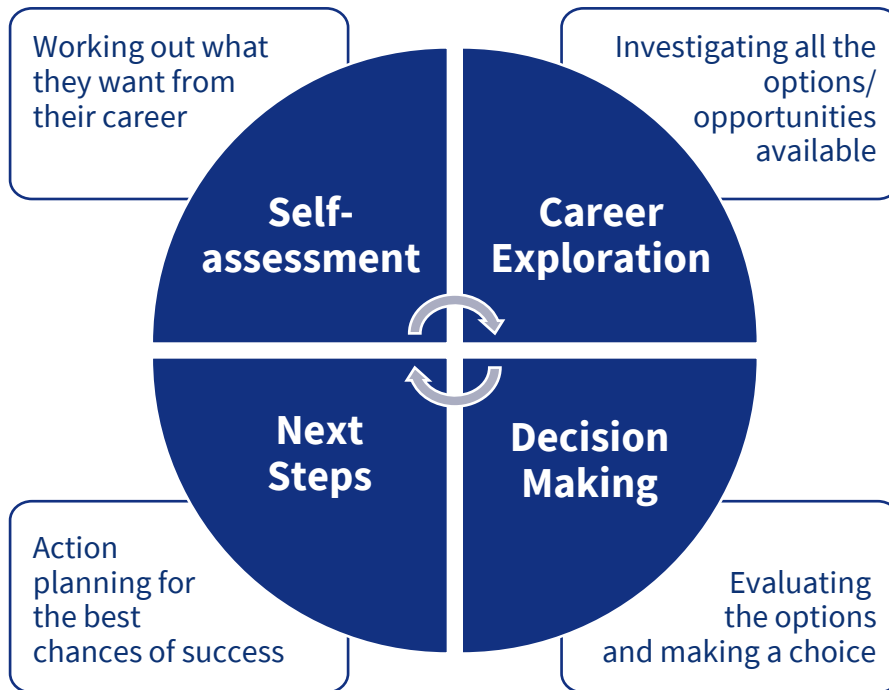 Working out what
they want from
their career
Investigating all the
options/
opportunities
available
Self-
assessment
Career
Exploration
Next
Steps
Decision
Making
Action
planning for
the best
chances of success
Evaluating
the options
and making a choice